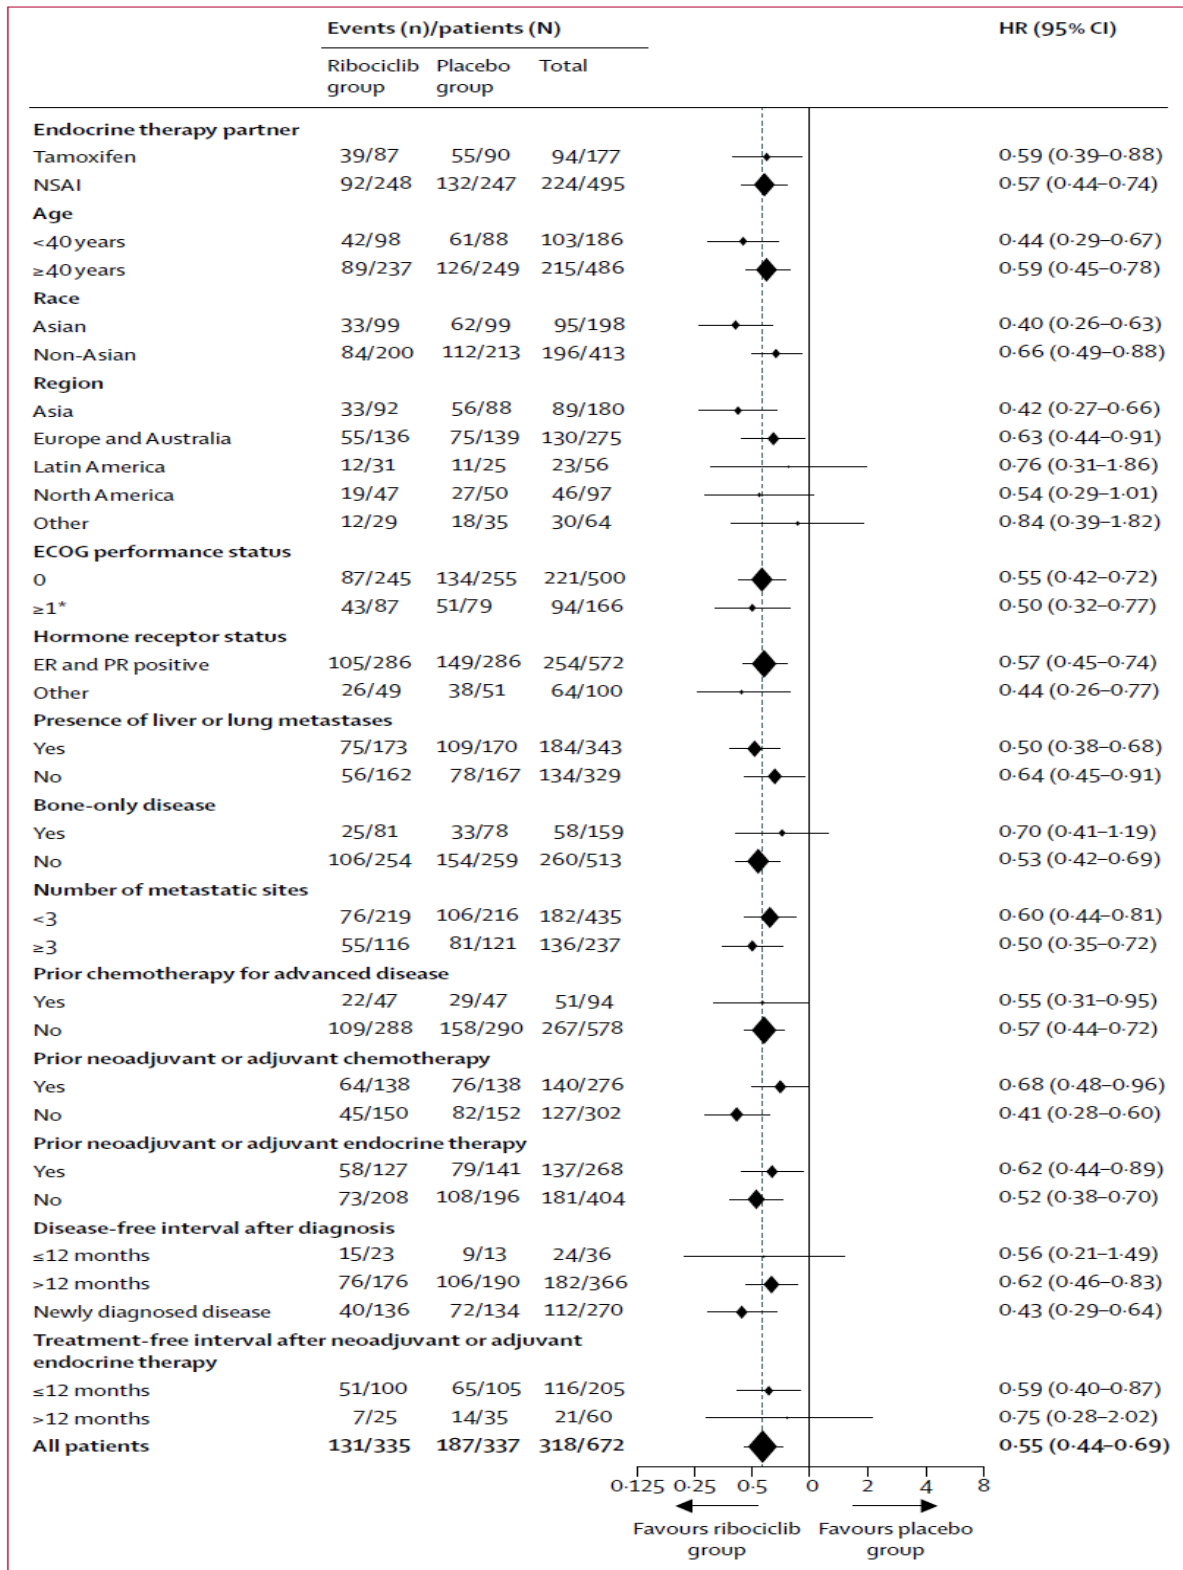 Events (n)/patients (N) HR (95% CI)
Ribociclib group Placebo group Total
Endocrine therapy partner
Tamoxifen 39/87 55/90 94/177 0·59 (0·39–0·88)
NSAI 92/248 132/247 224/495 0·57 (0·44–0·74)
Age
<40 years 42/98 61/88 103/186 0·44 (0·29–0·67)
≥40 years 89/237 126/249 215/486 0·59 (0·45–0·78)
Race
Asian 33/99 62/99 95/198 0·40 (0·26–0·63)
Non-Asian 84/200 112/213 196/413 0·66 (0·49–0·88)
Region
Asia 33/92 56/88 89/180 0·42 (0·27–0·66)
Europe and Australia 55/136 75/139 130/275 0·63 (0·44–0·91)
Latin America 12/31 11/25 23/56 0·76 (0·31–1·86)
North America 19/47 27/50 46/97 0·54 (0·29–1·01)
Other 12/29 18/35 30/64 0·84 (0·39–1·82)
ECOG performance status
0 87/245 134/255 221/500 0·55 (0·42–0·72)
≥1* 43/87 51/79 94/166 0·50 (0·32–0·77)
Hormone receptor status
ER and PR positive 105/286 149/286 254/572 0·57 (0·45–0·74)
Other 26/49 38/51 64/100 0·44 (0·26–0·77)
Presence of liver or lung metastases
Yes 75/173 109/170 184/343 0·50 (0·38–0·68)
No 56/162 78/167 134/329 0·64 (0·45–0·91)
Bone-only disease
Yes 25/81 33/78 58/159 0·70 (0·41–1·19)
No 106/254 154/259 260/513 0·53 (0·42–0·69)
Number of metastatic sites
<3 76/219 106/216 182/435 0·60 (0·44–0·81)
≥3 55/116 81/121 136/237 0·50 (0·35–0·72)
Prior chemotherapy for advanced disease
Yes 22/47 29/47 51/94 0·55 (0·31–0·95)
No 109/288 158/290 267/578 0·57 (0·44–0·72)
Prior neoadjuvant or adjuvant chemotherapy
Yes 64/138 76/138 140/276 0·68 (0·48–0·96)
No 45/150 82/152 127/302 0·41 (0·28–0·60)
Prior neoadjuvant or adjuvant endocrine therapy
Yes 58/127 79/141 137/268 0·62 (0·44–0·89)
No 73/208 108/196 181/404 0·52 (0·38–0·70)
Disease-free interval after diagnosis
≤12 months 15/23 9/13 24/36 0·56 (0·21–1·49)
>12 months 76/176 106/190 182/366 0·62 (0·46–0·83)
Newly diagnosed disease 40/136 72/134 112/270 0·43 (0·29–0·64)
Treatment-free interval after neoadjuvant or adjuvant
endocrine therapy
≤12 months 51/100 65/105 116/205 0·59 (0·40–0·87)
>12 months 7/25 14/35 21/60 0·75 (0·28–2·02)
All patients 131/335 187/337 318/672 0·55 (0·44–0·69)
0·125 0·25 0·5 0 2 4 8
Favours ribociclib group Favours placebo group